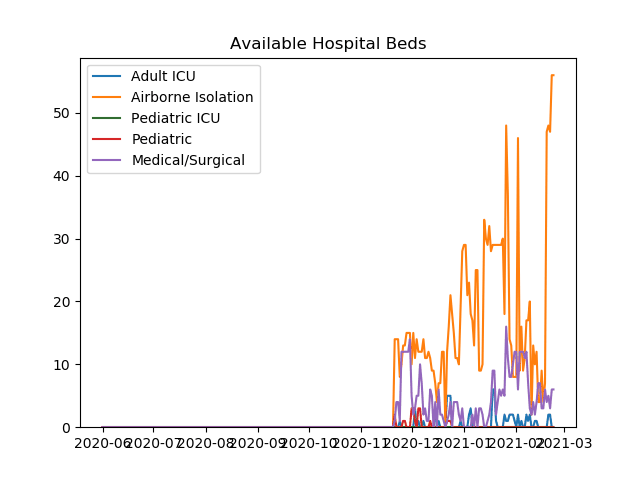 Available Hospital Beds
Adult ICU
Airborne Isolation
Pediatric ICU
Pediatric
Medical/Surgical
50
40
30
20
10
0
2020-06 2020-07 2020-08 2020-09 2020-10 2020-11 2020-12 2021-01 2021-02 2021-03